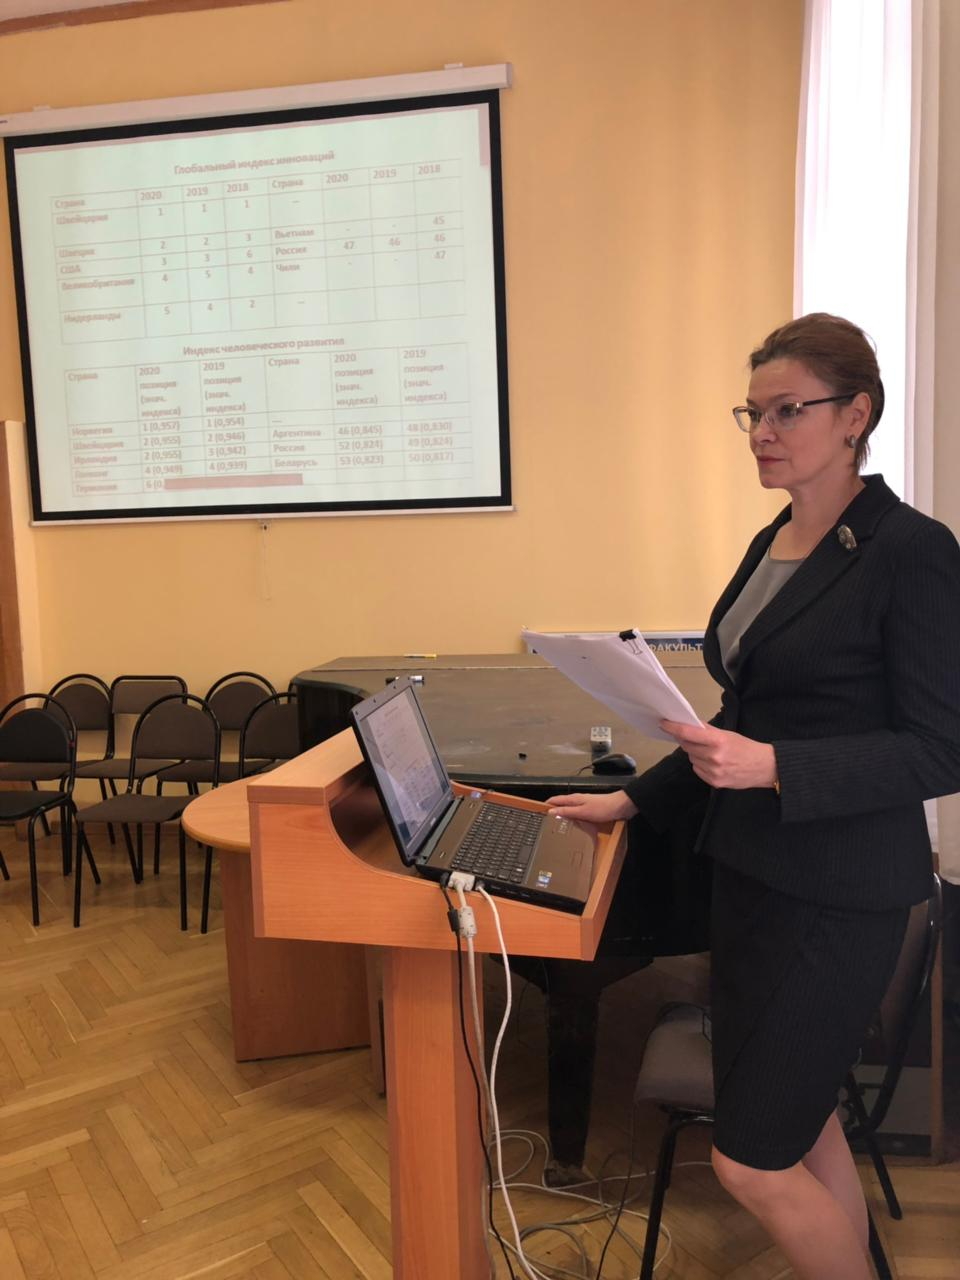 Глобальный индекс инноваций
Страна 2020 2019 2018 Страна 2020 2019 2018
Швейцария 1 1 1 —
Вьетнам - - 45
Швеция 2 2 3 Россия 47 46 46
США 3 3 6 Чили - - 47
Великобритания 4 5 4
Нидерланды 5 4 2 —
Индекс человеческого развития
Страна 2020 позиция (знач. индекса) 2019 позиция (знач. индекса) Страна 2020 позиция (знач. индекса) 2019 позиция (знач. индекса)
Норвегия 1 (0,957) 1 (0,954) —
Швейцария 2 (0,955) 2 (0,946) Аргентина 46 (0,845) 48 (0,830)
Ирландия 2 (0,955) 3 (0,942) Россия 52 (0,824) 49 (0,824)
Гонконг 4 (0,949) 4 (0,939) Беларусь 53 (0,823) 50 (0,817)
Германия 6 (0,
ФАКУЛЬТ